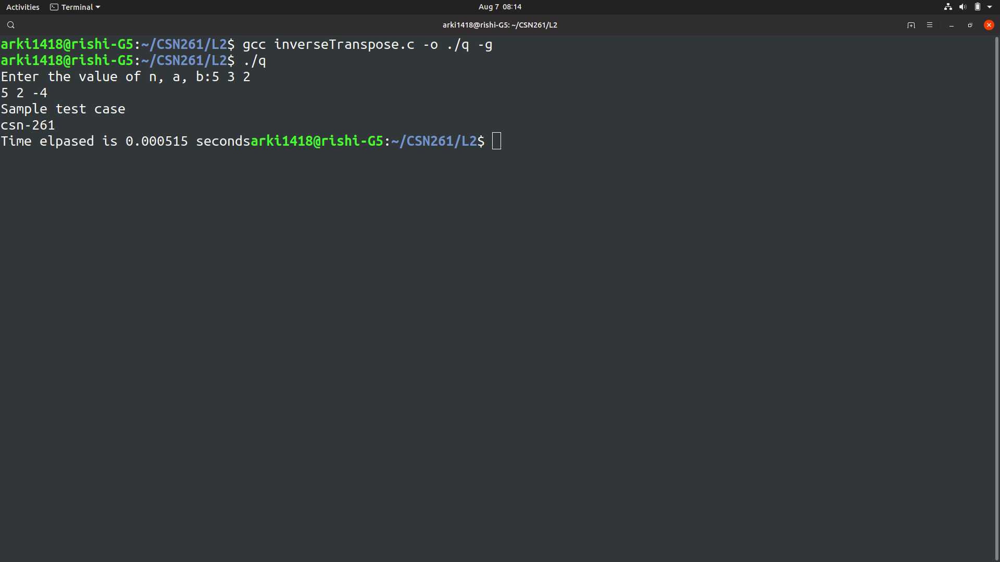 Activities Terminal Aug 7 08:14
arki1418@rishi-G5: ~/CSN261/L2
arki1418@rishi-G5:~/CSN261/L2$ gcc inverseTranspose.c -o ./q -g
arki1418@rishi-G5:~/CSN261/L2$ ./q
Enter the value of n, a, b:5 3 2
5 2 -4
Sample test case
csn-261
Time elpased is 0.000515 secondsarki1418@rishi-G5:~/CSN261/L2$